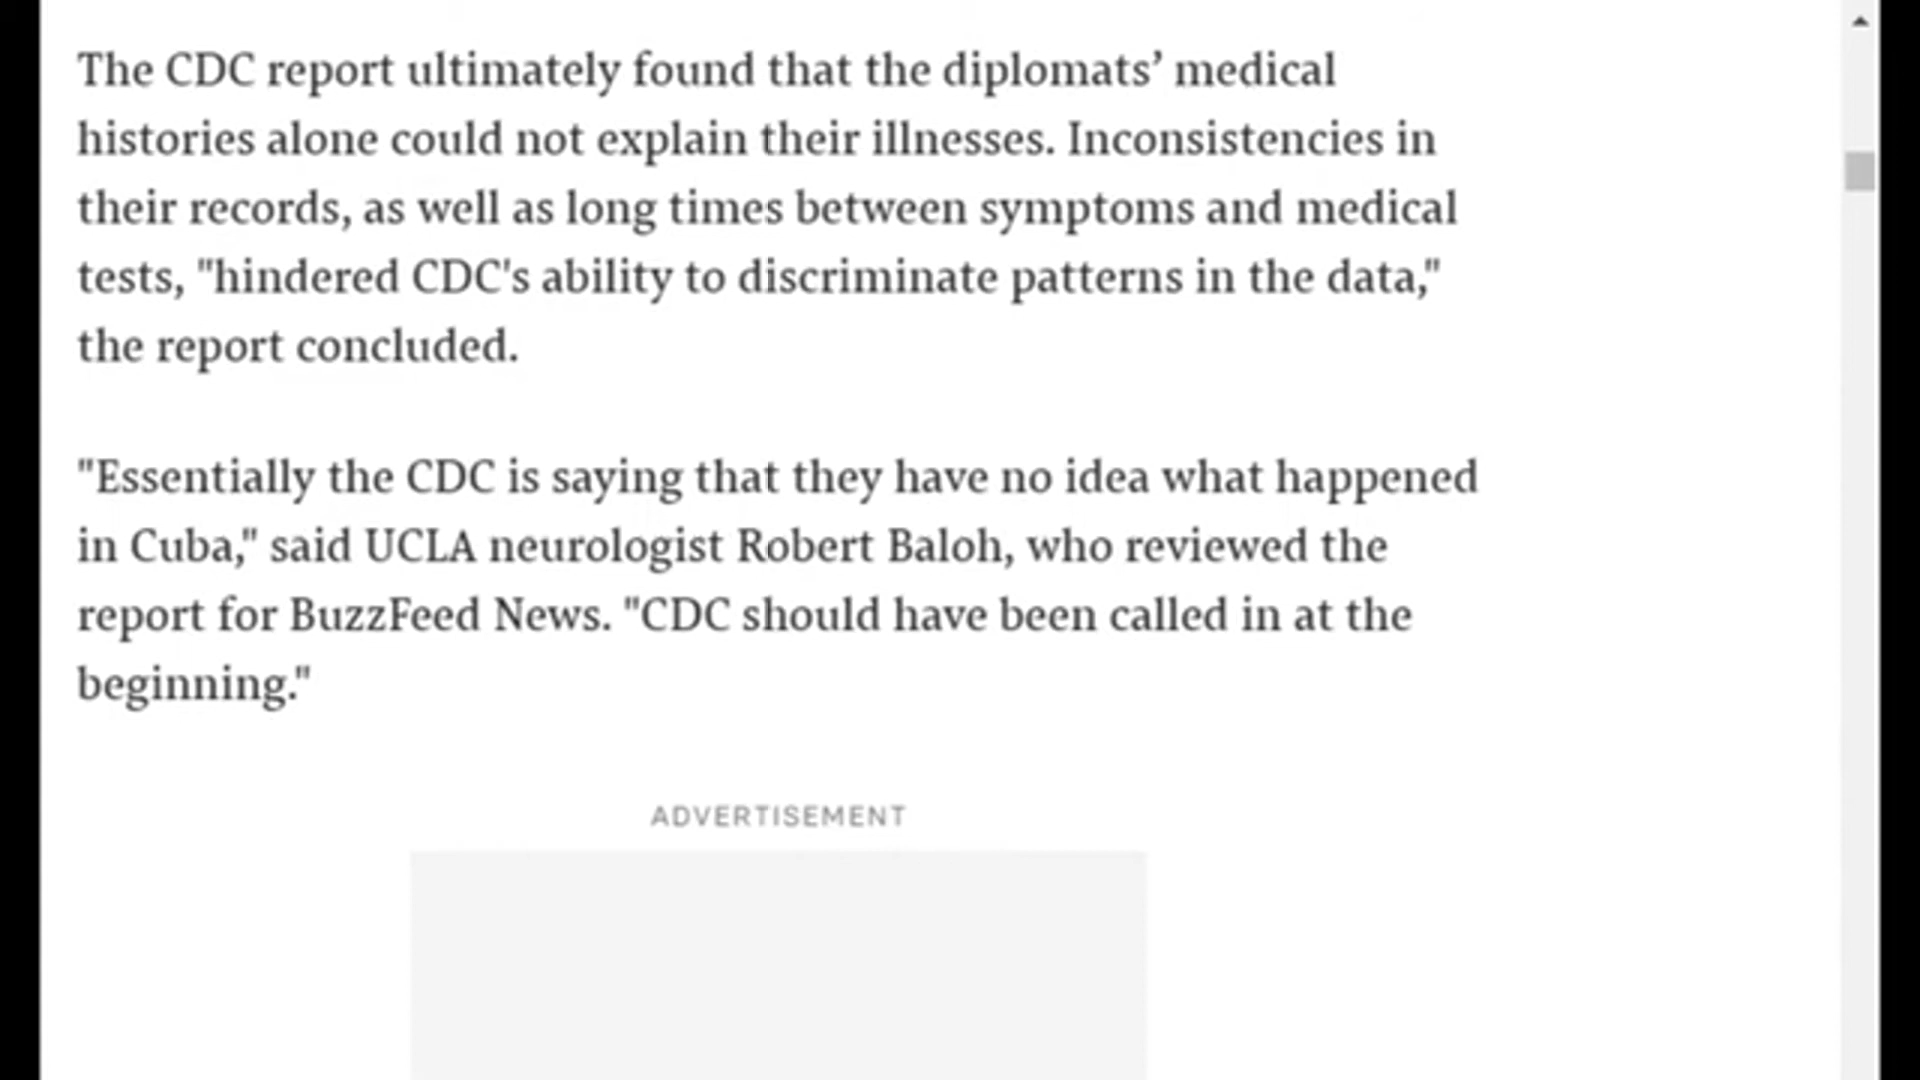 The CDC report ultimately found that the diplomats’ medical
histories alone could not explain their illnesses. Inconsistencies in
their records, as well as long times between symptoms and medical
tests, "hindered CDC's ability to discriminate patterns in the data,"
the report concluded.
"Essentially the CDC is saying that they have no idea what happened
in Cuba," said UCLA neurologist Robert Baloh, who reviewed the
report for BuzzFeed News. "CDC should have been called in at the
beginning."
ADVERTISEMENT